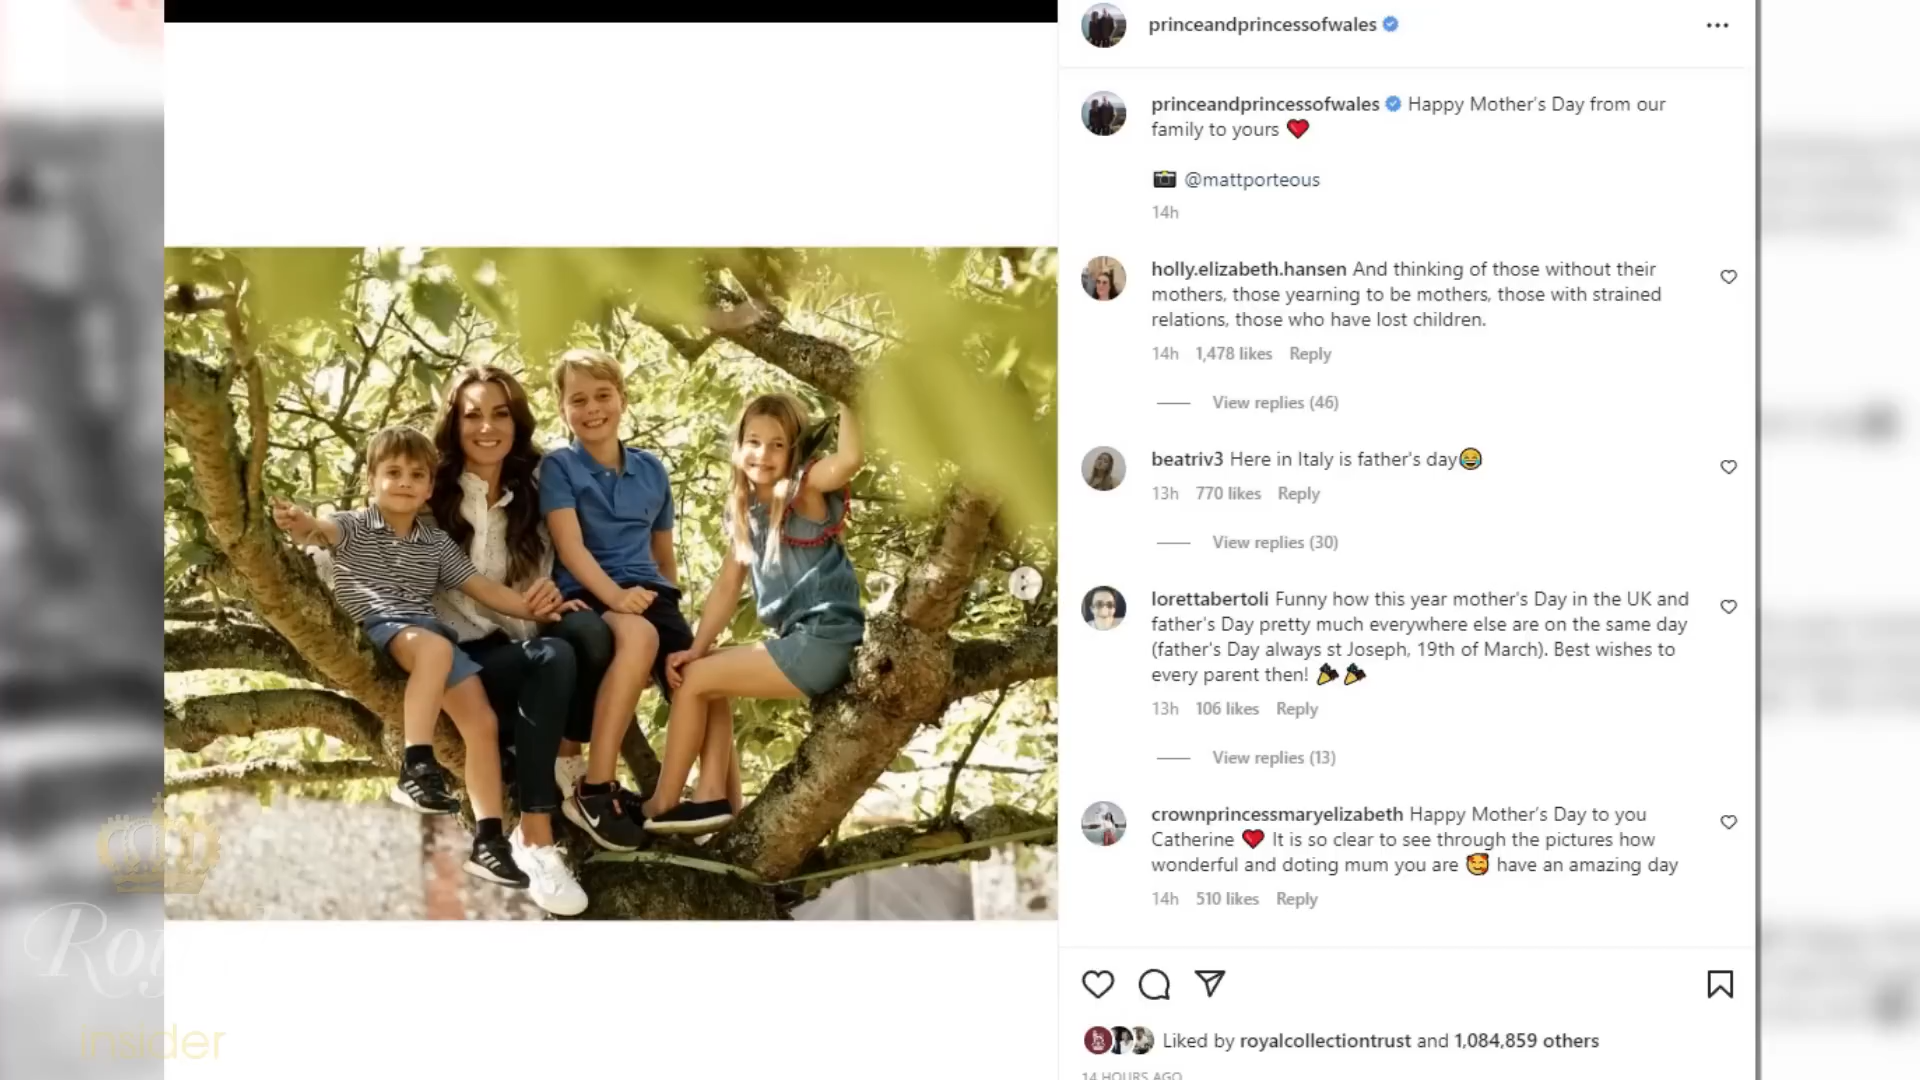 princeandprincessofwales
princeandprincessofwales Happy Mother's Day from our
family to yours ❤️
📸 @mattporteous
14h
holly.elizabeth.hansen And thinking of those without their
mothers, those yearning to be mothers, those with strained
relations, those who have lost children.
14h 1,478 likes Reply
View replies (46)
beatriv3 Here in Italy is father's day😂
13h 770 likes Reply
View replies (30)
lorettabertoli Funny how this year mother's Day in the UK and
father's Day pretty much everywhere else are on the same day
(father's Day always st Joseph, 19th of March). Best wishes to
every parent then! 🎉🎉
13h 106 likes Reply
View replies (13)
crownprincessmaryelizabeth Happy Mother's Day to you
Catherine ❤️ It is so clear to see through the pictures how
wonderful and doting mum you are 🥰 have an amazing day
14h 510 likes Reply
Liked by royalcollectiontrust and 1,084,859 others
14 HOURS AGO
insider